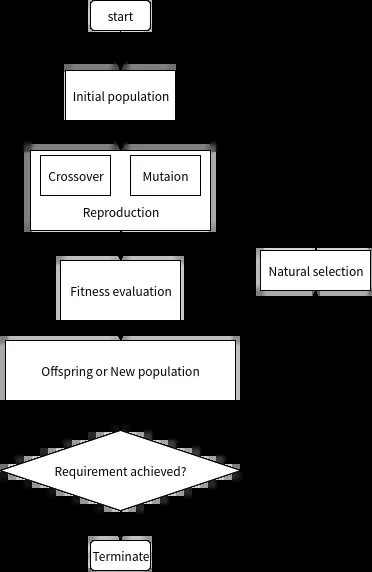 start
Initial population
Crossover
Mutaion
Reproduction
Natural selection
Fitness evaluation
Offspring or New population
Requirement achieved?
Terminate